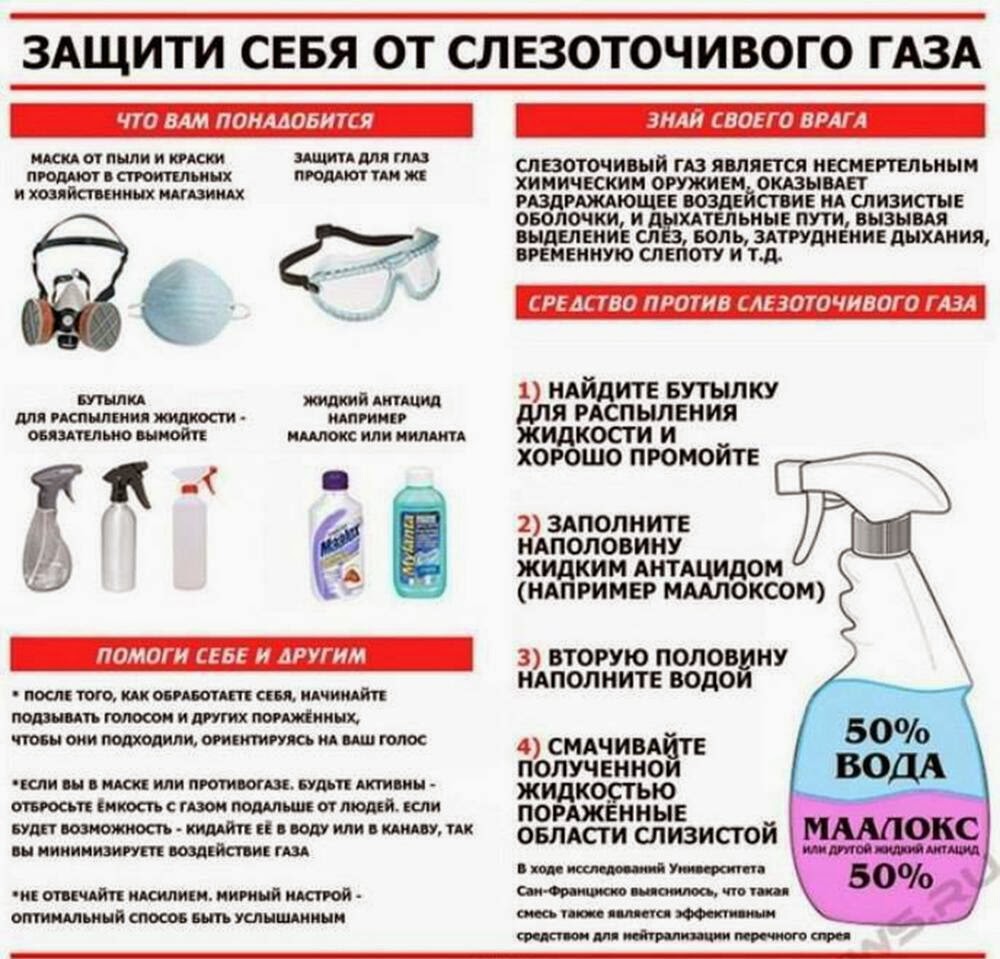 ЗАЩИТИ СЕБЯ ОТ СЛЕЗОТОЧИВОГО ГАЗА
ЧТО ВАМ ПОНАДОБИТСЯ
МАСКА ОТ ПЫЛИ И КРАСКИ
ПРОДАЮТ В СТРОИТЕЛЬНЫХ
И ХОЗЯЙСТВЕННЫХ МАГАЗИНАХ
ЗАЩИТА ДЛЯ ГЛАЗ
ПРОДАЮТ ТАМ ЖЕ
БУТЫЛКА
ДЛЯ РАСПЫЛЕНИЯ ЖИДКОСТИ -
ОБЯЗАТЕЛЬНО ВЫМОЙТЕ
ЖИДКИЙ АНТАЦИД
НАПРИМЕР
МААЛОКС ИЛИ МИЛАНТА
Maalox
Mylanta
ПОМОГИ СЕБЕ И ДРУГИМ
* ПОСЛЕ ТОГО, КАК ОБРАБОТАЕТЕ СЕБЯ, НАЧИНАЙТЕ
ПОДЗЫВАТЬ ГОЛОСОМ И ДРУГИХ ПОРАЖЁННЫХ,
ЧТОБЫ ОНИ ПОДХОДИЛИ, ОРИЕНТИРУЯСЬ НА ВАШ ГОЛОС
*ЕСЛИ ВЫ В МАСКЕ ИЛИ ПРОТИВОГАЗЕ. БУДЬТЕ АКТИВНЫ -
ОТБРОСЬТЕ ЁМКОСТЬ С ГАЗОМ ПОДАЛЬШЕ ОТ ЛЮДЕЙ. ЕСЛИ
БУДЕТ ВОЗМОЖНОСТЬ - КИДАЙТЕ ЕЁ В ВОДУ ИЛИ В КАНАВУ, ТАК
ВЫ МИНИМИЗИРУЕТЕ ВОЗДЕЙСТВИЕ ГАЗА
*НЕ ОТВЕЧАЙТЕ НАСИЛИЕМ. МИРНЫЙ НАСТРОЙ -
ОПТИМАЛЬНЫЙ СПОСОБ БЫТЬ УСЛЫШАННЫМ
ЗНАЙ СВОЕГО ВРАГА
СЛЕЗОТОЧИВЫЙ ГАЗ ЯВЛЯЕТСЯ НЕСМЕРТЕЛЬНЫМ
ХИМИЧЕСКИМ ОРУЖИЕМ, ОКАЗЫВАЕТ
РАЗДРАЖАЮЩЕЕ ВОЗДЕЙСТВИЕ НА СЛИЗИСТЫЕ
ОБОЛОЧКИ, И ДЫХАТЕЛЬНЫЕ ПУТИ, ВЫЗЫВАЯ
ВЫДЕЛЕНИЕ СЛЁЗ, БОЛЬ, ЗАТРУДНЕНИЕ ДЫХАНИЯ,
ВРЕМЕННУЮ СЛЕПОТУ И Т.Д.
СРЕДСТВО ПРОТИВ СЛЕЗОТОЧИВОГО ГАЗА
1) НАЙДИТЕ БУТЫЛКУ
ДЛЯ РАСПЫЛЕНИЯ
ЖИДКОСТИ И
ХОРОШО ПРОМОЙТЕ
2) ЗАПОЛНИТЕ
НАПОЛОВИНУ
ЖИДКИМ АНТАЦИДОМ
(НАПРИМЕР МААЛОКСОМ)
3) ВТОРУЮ ПОЛОВИНУ
НАПОЛНИТЕ ВОДОЙ
4) СМАЧИВАЙТЕ
ПОЛУЧЕННОЙ
ЖИДКОСТЬЮ
ПОРАЖЁННЫЕ
ОБЛАСТИ СЛИЗИСТОЙ
В ходе исследований Университета
Сан-Франциско выяснилось, что такая
смесь также является эффективным
средством для нейтрализации перечного спрея
50%
ВОДА
МААЛОКС
ИЛИ ДРУГОЙ ЖИДКИЙ АНТАЦИД
50%
WS.RU